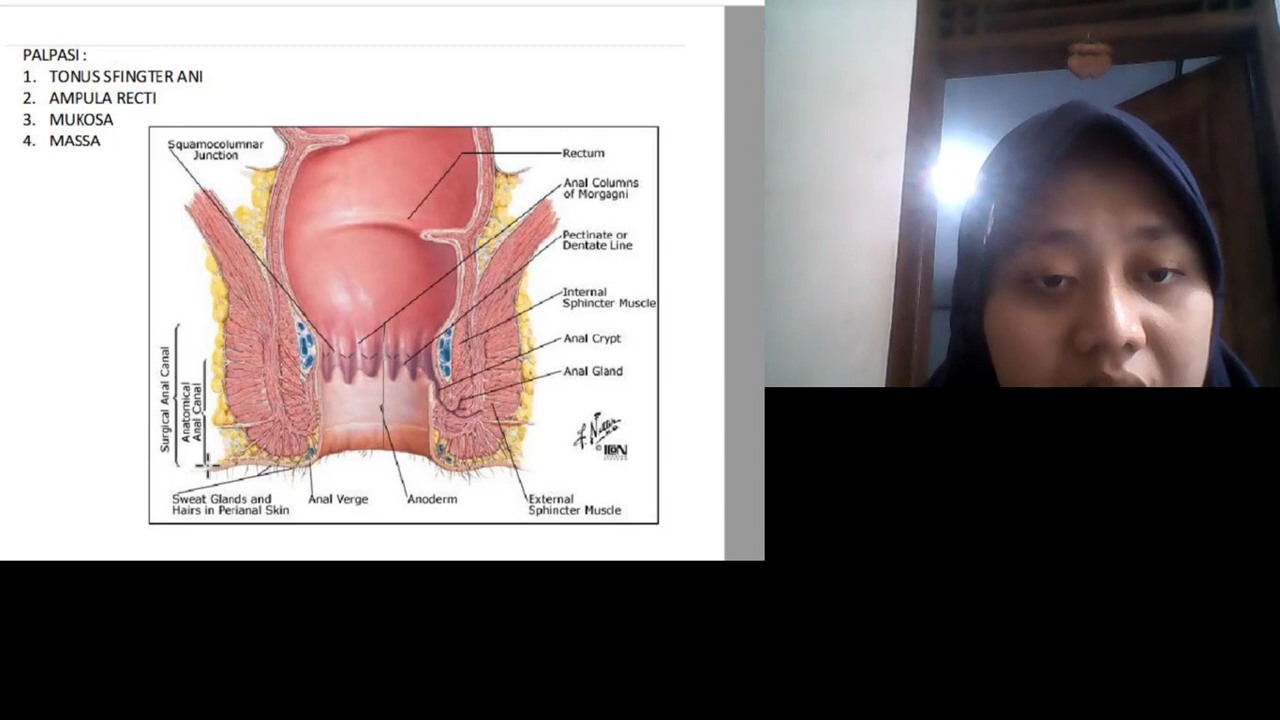 PALPASI :
1. TONUS SFINGTER ANI
2. AMPULA RECTI
3. MUKOSA
4. MASSA
Squamocolumnar
Junction
Rectum
Anal Columns
of Morgagni
Pectinate or
Dentate Line
Internal
Sphincter Muscle
Anal Crypt
Anal Gland
Surgical Anal Canal
Anatomical
Anal Canal
Sweat Glands and
Hairs in Perianal Skin
Anal Verge
Anoderm
External
Sphincter Muscle